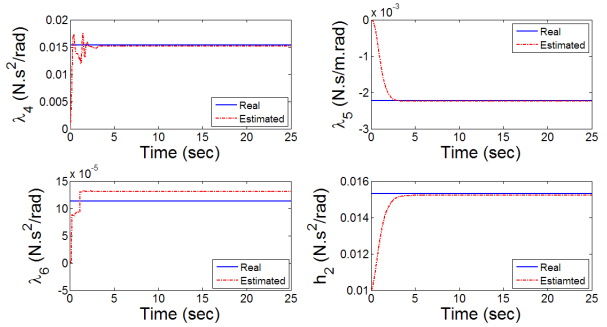 0.02
0.015
0.01
0.005
0
λ4 (N.s²/rad)
Real
Estimated
0 5 10 15 20 25
Time (sec)
x 10⁻³
0
-1
-2
-3
λ5 (N.s/m.rad)
Real
Estimated
0 5 10 15 20 25
Time (sec)
x 10⁻⁵
15
10
5
0
-5
λ6 (N.s²/rad)
Real
Estimated
0 5 10 15 20 25
Time (sec)
0.016
0.014
0.012
0.01
h2 (N.s²/rad)
Real
Estiamted
0 5 10 15 20 25
Time (sec)